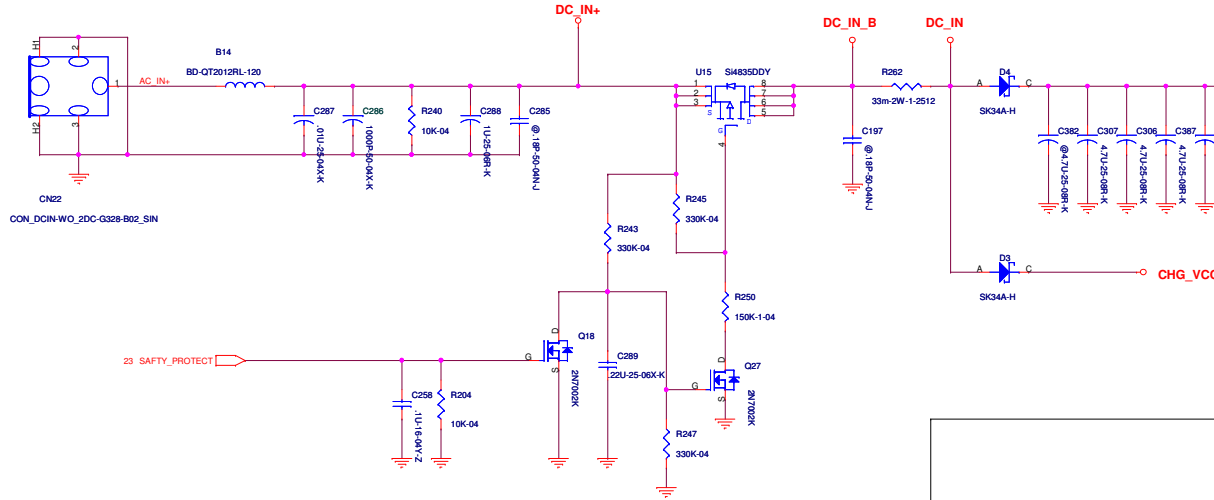 DC_IN+
DC_IN_B
DC_IN
H1
2
1
H2
3
AC_IN+
CN22
CON_DCIN-WO_2DC-G328-B02_SIN
B14
BD-QT2012RL-120
C287
.01U-25-04X-K
C286
1000P-50-04X-K
R240
10K-04
C288
1U-25-06R-K
C285
@.18P-50-04N-J
U15
Si4835DDY
1
2
3
S
G
D
8
7
6
5
4
R262
33m-2W-1-2512
C197
@.18P-50-04N-J
A
D4
C
SK34A-H
C382
@4.7U-25-08R-K
C307
4.7U-25-08R-K
C306
4.7U-25-08R-K
C387
4.7U-25-08R-K
R245
330K-04
R243
330K-04
A
D3
C
SK34A-H
CHG_VCC
R250
150K-1-04
23 SAFTY_PROTECT
G
D
S
Q18
2N7002K
C289
.22U-25-06X-K
G
D
S
Q27
2N7002K
C258
.1U-16-04Y-Z
R204
10K-04
R247
330K-04